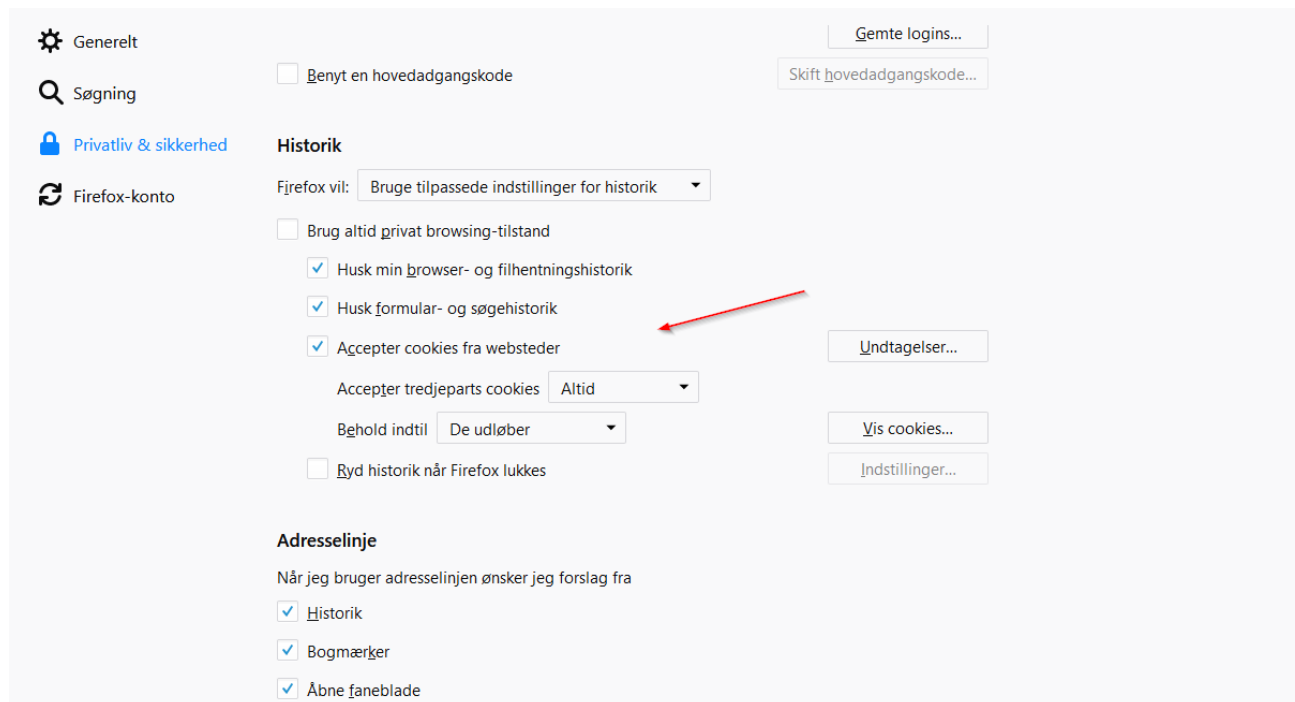 Generelt
Søgning
Privatliv & sikkerhed
Firefox-konto
Gemte logins...
Benyt en hovedadgangskode
Skift hovedadgangskode...
Historik
Firefox vil: Bruge tilpassede indstillinger for historik
Brug altid privat browsing-tilstand
Husk min browser- og filhentningshistorik
Husk formular- og søgehistorik
Accepter cookies fra websteder
Undtagelser...
Accepter tredjeparts cookies Altid
Behold indtil De udløber
Vis cookies...
Ryd historik når Firefox lukkes
Indstillinger...
Adresselinje
Når jeg bruger adresselinjen ønsker jeg forslag fra
Historik
Bogmærker
Åbne faneblade